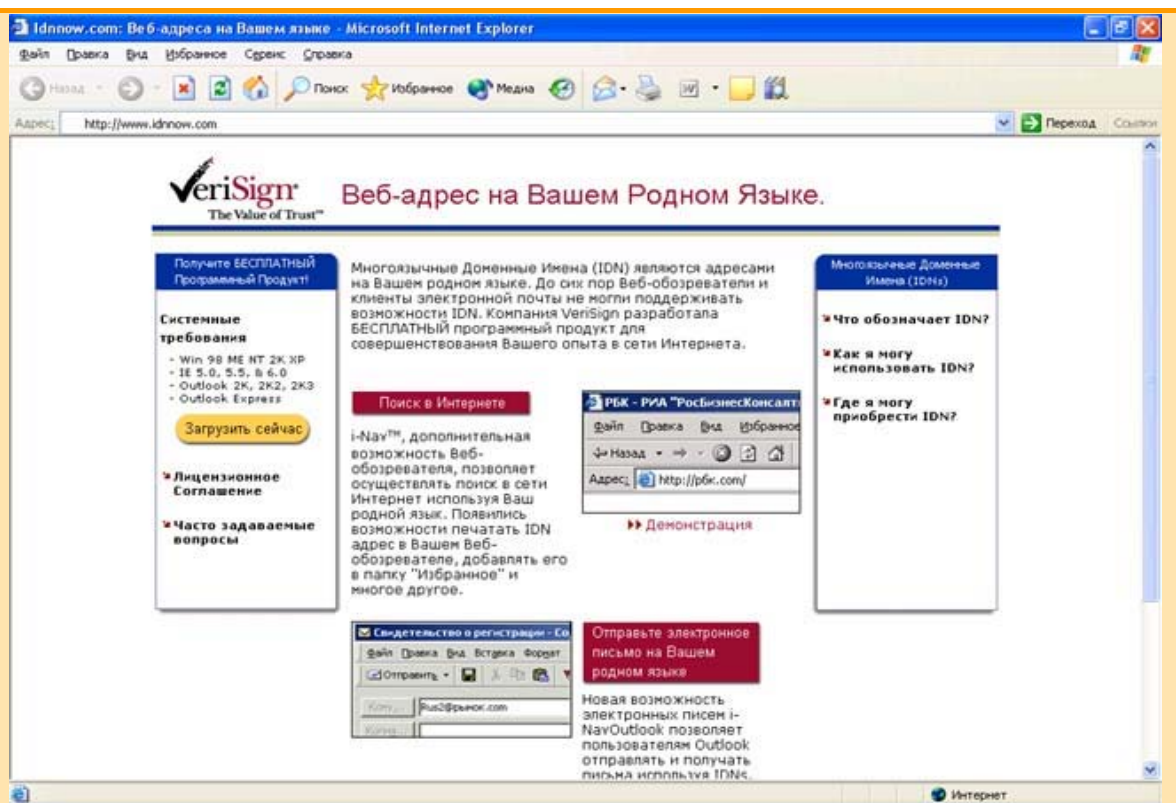 Idnnow.com: Веб-адреса на Вашем языке - Microsoft Internet Explorer
Файл Правка Вид Избранное Сервис Справка
Назад Поиск Избранное Медиа
Адрес: http://www.idnnow.com Переход Ссылки
VeriSign®
The Value of Trust™
Веб-адрес на Вашем Родном Языке.
Получите БЕСПЛАТНЫЙ
Программный Продукт!
Системные
требования
- Win 98 ME NT 2K XP
- IE 5.0, 5.5, & 6.0
- Outlook 2K, 2K2, 2K3
- Outlook Express
Загрузить сейчас
Лицензионное
Соглашение
Часто задаваемые
вопросы
Многоязычные Доменные Имена (IDN) являются адресами
на Вашем родном языке. До сих пор Веб-обозреватели и
клиенты электронной почты не могли поддерживать
возможности IDN. Компания VeriSign разработала
БЕСПЛАТНЫЙ программный продукт для
совершенствования Вашего опыта в сети Интернета.
Поиск в Интернете
i-Nav™, дополнительная
возможность Веб-
обозревателя, позволяет
осуществлять поиск в сети
Интернет используя Ваш
родной язык. Появились
возможности печатать IDN
адрес в Вашем Веб-
обозревателе, добавлять его
в папку "Избранное" и
многое другое.
РБК - РИА "РосБизнесКонсалт
Файл Правка Вид Избранное
Назад
Адрес: http://рбк.com/
Демонстрация
Свидетельство о регистрации - Со
Файл Правка Вид Вставка Формат
Отправить
Кому... Rus2@рынок.com
Копия...
Отправьте электронное
письмо на Вашем
родном языке
Новая возможность
электронных писем i-
NavOutlook позволяет
пользователям Outlook
отправлять и получать
письма используя IDNs.
Многоязычные Доменные
Имена (IDNs)
Что обозначает IDN?
Как я могу
использовать IDN?
Где я могу
приобрести IDN?
Интернет